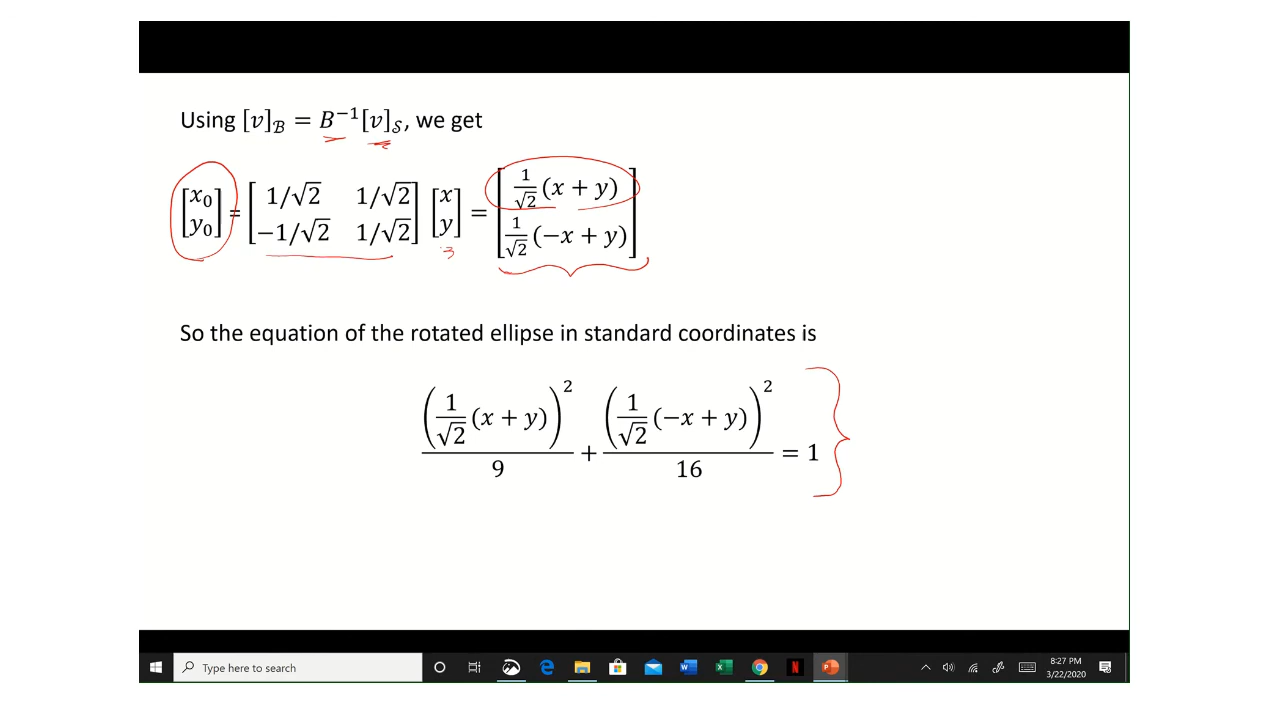 Using [v]_ℬ = B⁻¹[v]_𝒮, we get
[x₀ y₀] = [1/√2 1/√2 −1/√2 1/√2] [x y] = [1/√2 (x + y) 1/√2 (−x + y)]
So the equation of the rotated ellipse in standard coordinates is
(1/√2 (x + y))²/9 + (1/√2 (−x + y))²/16 = 1
Type here to search
8:27 PM
3/22/2020